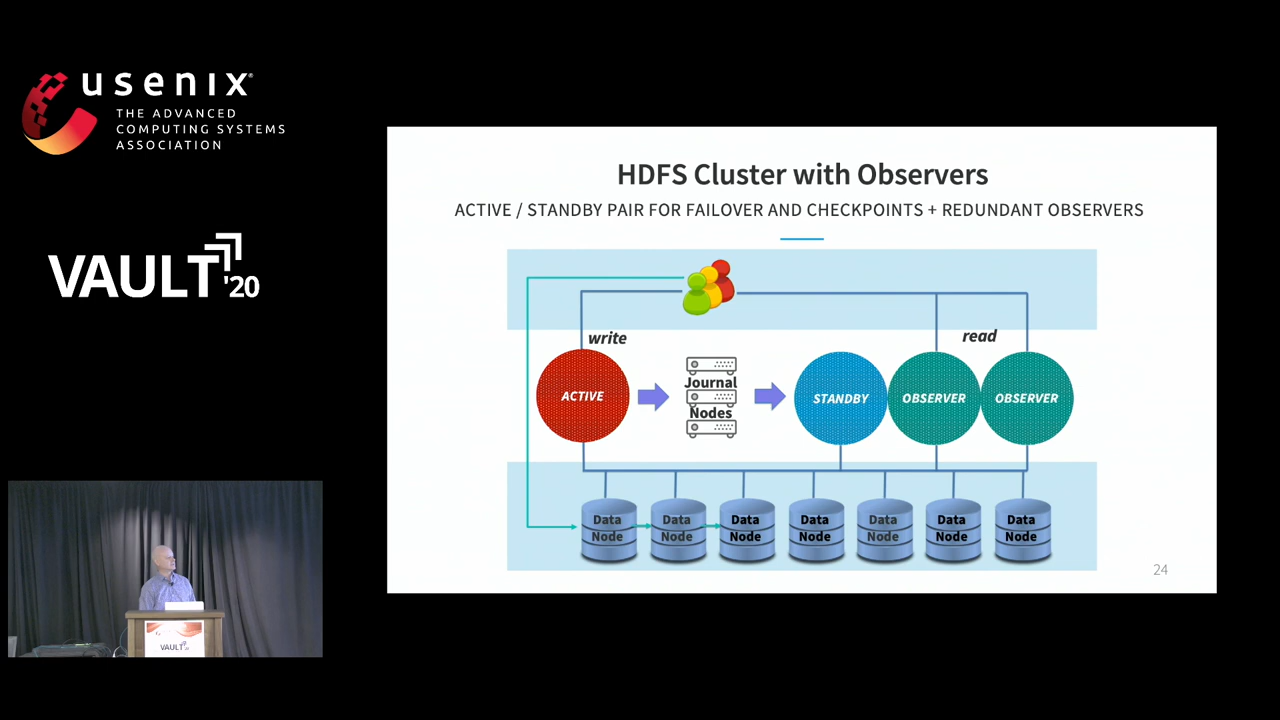 usenix®
THE ADVANCED
COMPUTING SYSTEMS
ASSOCIATION
VAULT '20
HDFS Cluster with Observers
ACTIVE / STANDBY PAIR FOR FAILOVER AND CHECKPOINTS + REDUNDANT OBSERVERS
write
read
ACTIVE
Journal
Nodes
STANDBY
OBSERVER
OBSERVER
Data
Node
Data
Node
Data
Node
Data
Node
Data
Node
Data
Node
Data
Node
24
VAULT '20